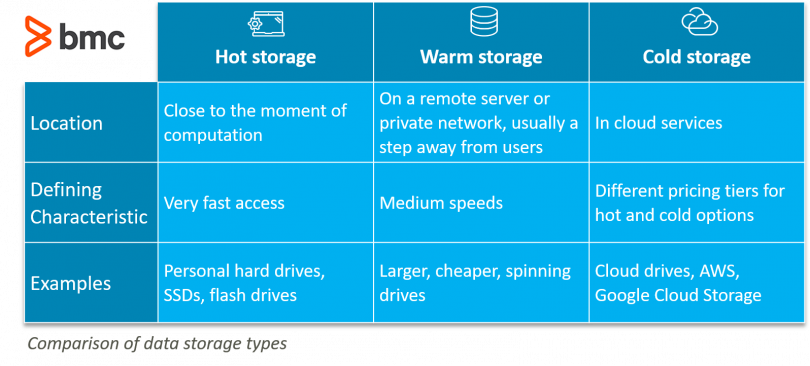 bmc
Hot storage
Warm storage
Cold storage
Location
Close to the moment of
computation
On a remote server or
private network, usually a
step away from users
In cloud services
Defining
Characteristic
Very fast access
Medium speeds
Different pricing tiers for
hot and cold options
Examples
Personal hard drives,
SSDs, flash drives
Larger, cheaper, spinning
drives
Cloud drives, AWS,
Google Cloud Storage
Comparison of data storage types